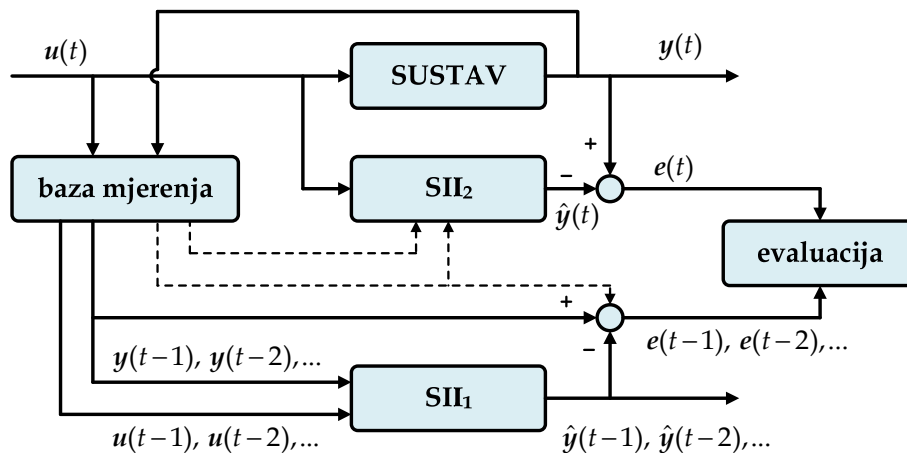 u(t)
SUSTAV
y(t)
+
baza mjerenja
SII₂
−
ŷ(t)
e(t)
evaluacija
+
−
e(t−1), e(t−2),...
y(t−1), y(t−2),...
SII₁
u(t−1), u(t−2),...
ŷ(t−1), ŷ(t−2),...